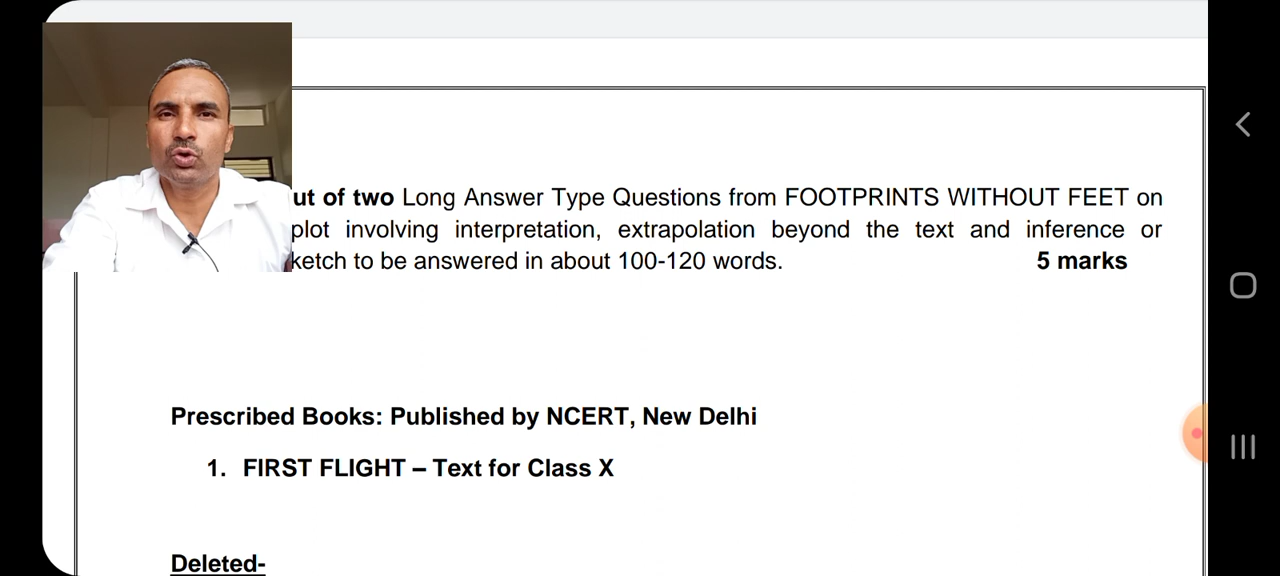 ut of two Long Answer Type Questions from FOOTPRINTS WITHOUT FEET on
plot involving interpretation, extrapolation beyond the text and inference or
ketch to be answered in about 100-120 words. 5 marks
Prescribed Books: Published by NCERT, New Delhi
1. FIRST FLIGHT – Text for Class X
Deleted-